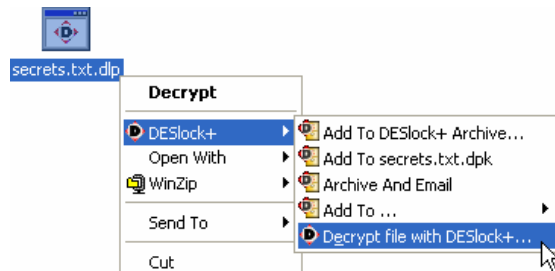 secrets.txt.dlp
Decrypt
DESlock+
Open With
WinZip
Send To
Cut
Add To DESlock+ Archive...
Add To secrets.txt.dpk
Archive And Email
Add To ...
Decrypt file with DESlock+...